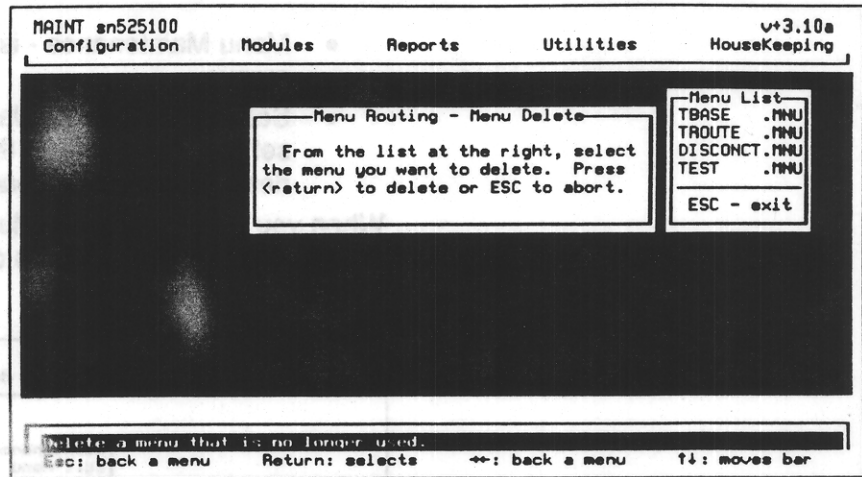 MAINT sn525100 v+3.10a
Configuration Modules Reports Utilities HouseKeeping
Menu Routing - Menu Delete
From the list at the right, select
the menu you want to delete. Press
<return> to delete or ESC to abort.
Menu List
TBASE .MNU
TROUTE .MNU
DISCONCT.MNU
TEST .MNU
ESC - exit
Delete a menu that is no longer used.
Esc: back a menu Return: selects ←: back a menu ↑↓: moves bar